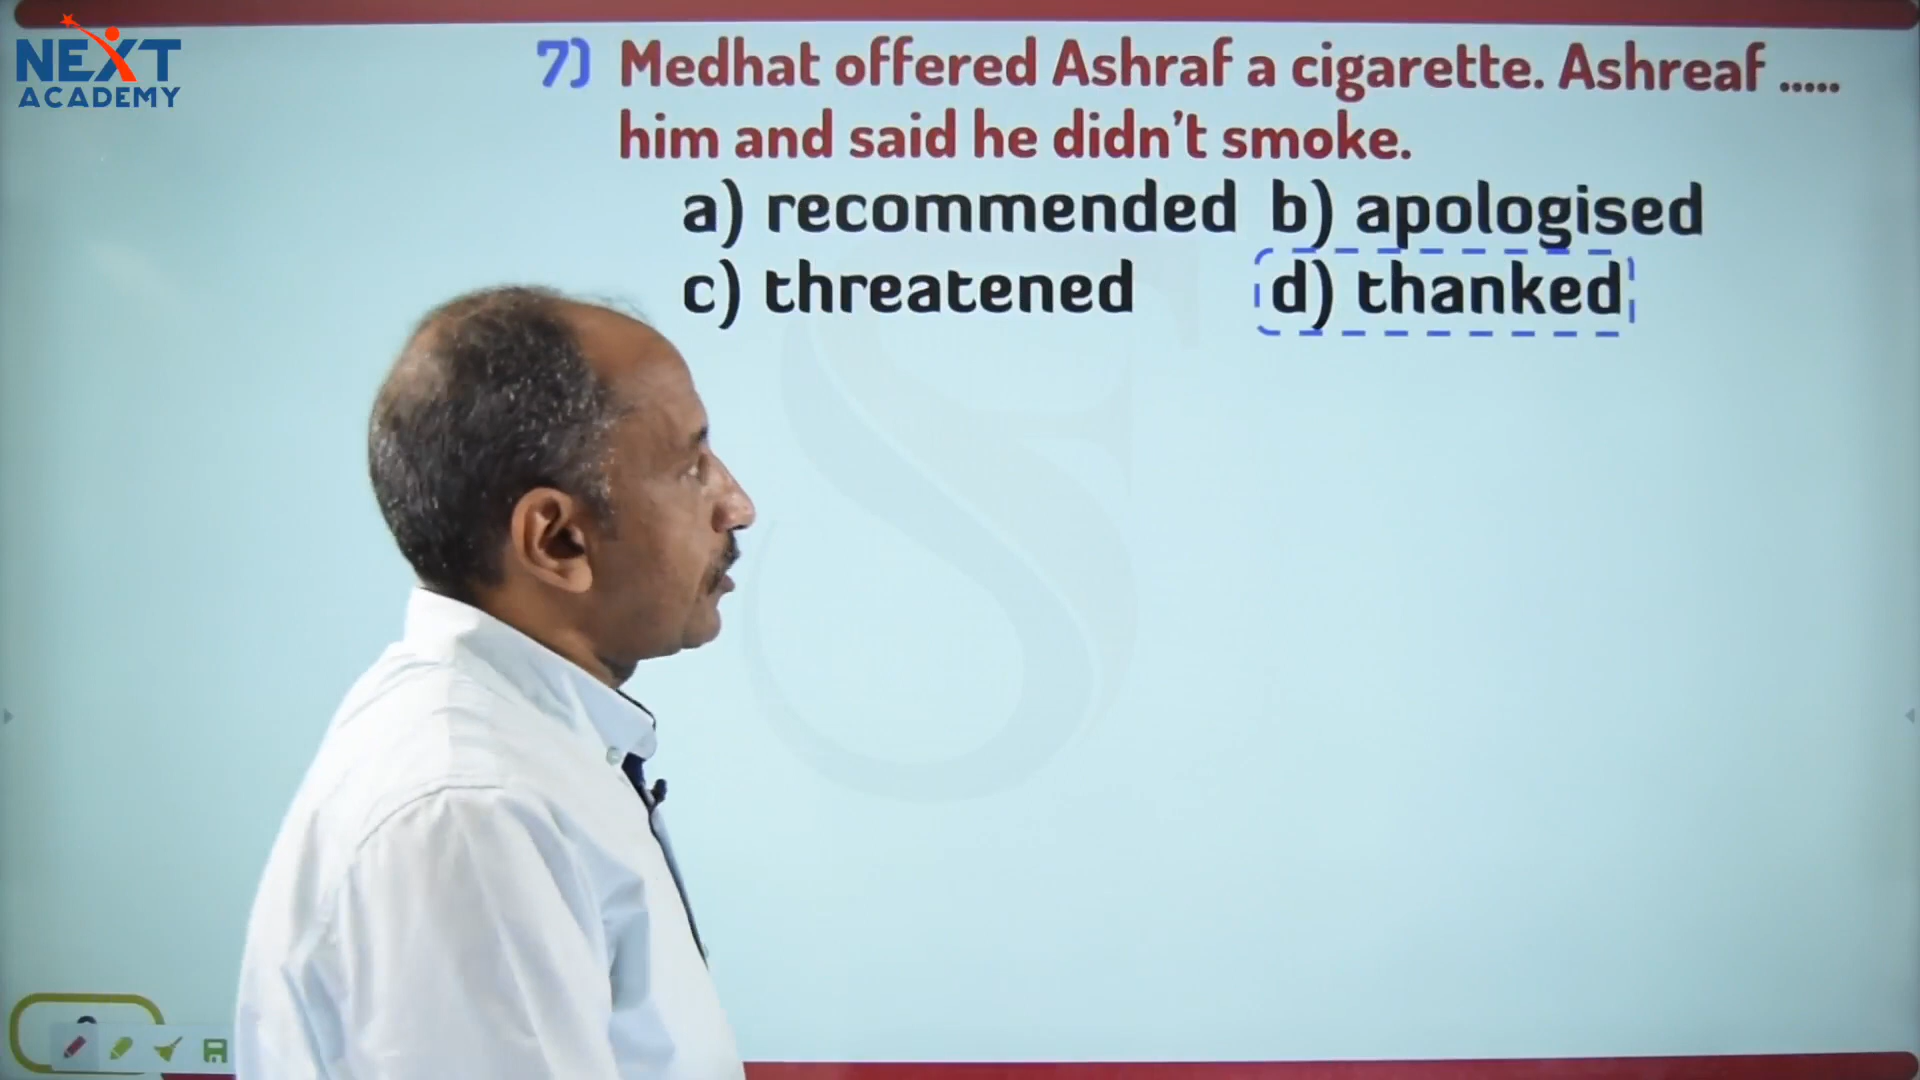 NEXT
ACADEMY
7) Medhat offered Ashraf a cigarette. Ashreaf .....
him and said he didn't smoke.
a) recommended b) apologised
c) threatened d) thanked